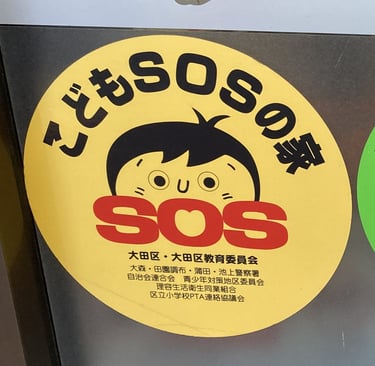 こどもSOSの家
SOS
大田区・大田区教育委員会
大森・田園調布・蒲田・池上警察署
自治会連合会　青少年対策地区委員会
理容生活衛生同業組合
区立小学校PTA連絡協議会